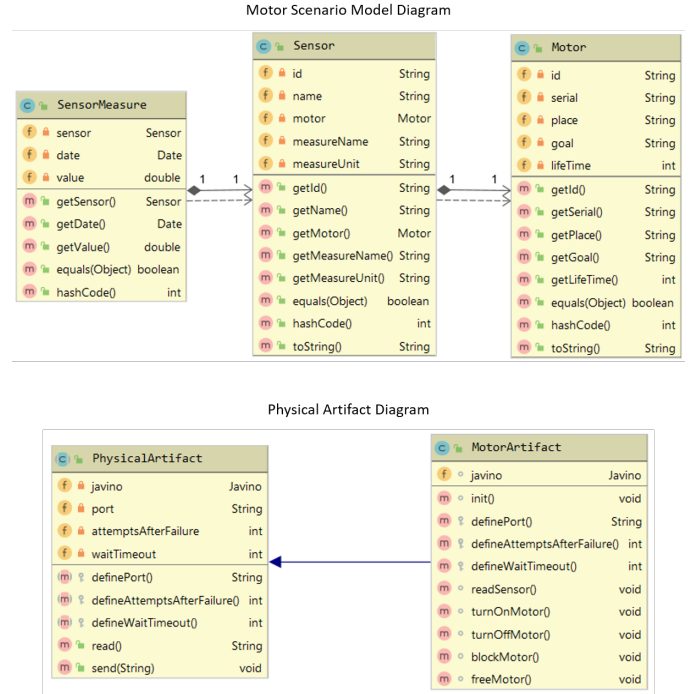 Motor Scenario Model Diagram
SensorMeasure
sensor Sensor
date Date
value double
getSensor() Sensor
getDate() Date
getValue() double
equals(Object) boolean
hashCode() int
1 1
Sensor
id String
name String
motor Motor
measureName String
measureUnit String
getId() String
getName() String
getMotor() Motor
getMeasureName() String
getMeasureUnit() String
equals(Object) boolean
hashCode() int
toString() String
1 1
Motor
id String
serial String
place String
goal String
lifeTime int
getId() String
getSerial() String
getPlace() String
getGoal() String
getLifeTime() int
equals(Object) boolean
hashCode() int
toString() String
Physical Artifact Diagram
PhysicalArtifact
javino Javino
port String
attemptsAfterFailure int
waitTimeout int
definePort() String
defineAttemptsAfterFailure() int
defineWaitTimeout() int
read() String
send(String) void
MotorArtifact
javino Javino
init() void
definePort() String
defineAttemptsAfterFailure() int
defineWaitTimeout() int
readSensor() void
turnOnMotor() void
turnOffMotor() void
blockMotor() void
freeMotor() void